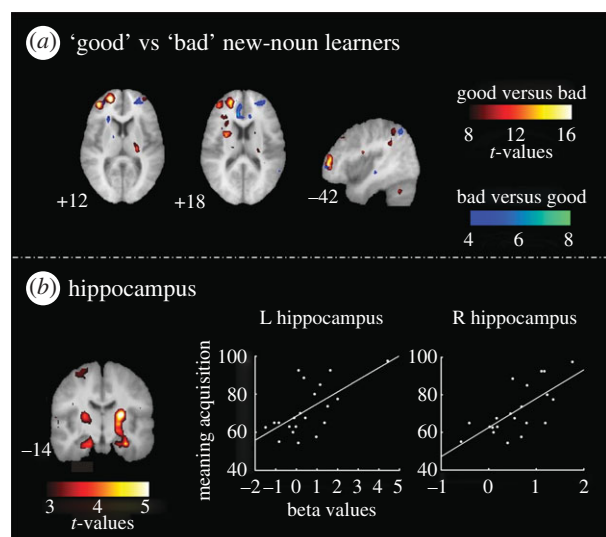 (a) ‘good’ vs ‘bad’ new-noun learners
good versus bad
8 12 16
t-values
+12 +18 −42
bad versus good
4 6 8
(b) hippocampus
L hippocampus R hippocampus
meaning acquisition
100 100
80 80
60 60
40 40
−14
−2 −1 0 1 2 3 4 5
−1 0 1 2
beta values
3 4 5
t-values